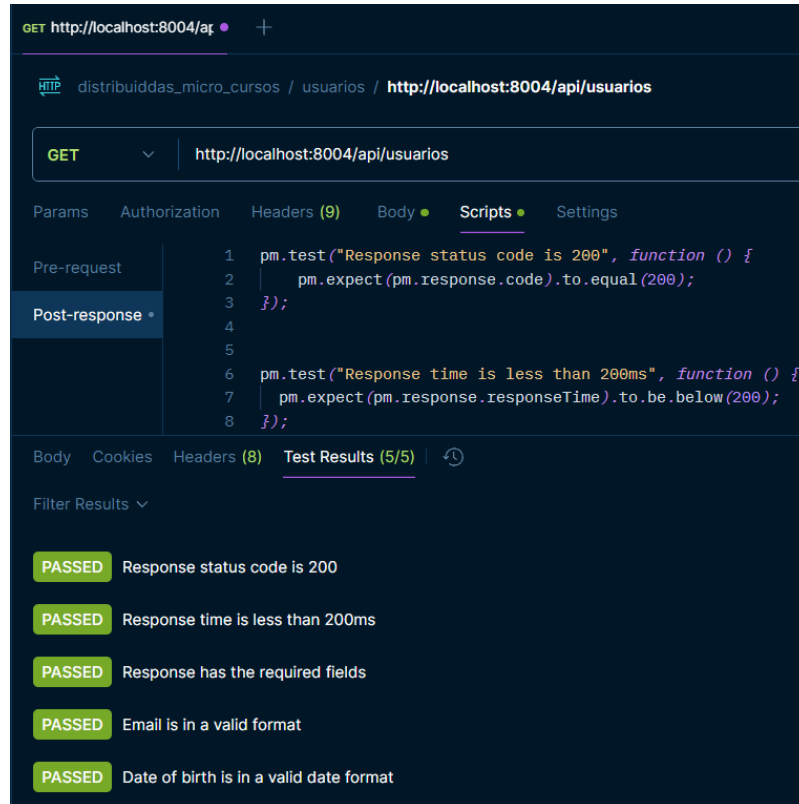 GET http://localhost:8004/ap
HTTP distribuiddas_micro_cursos / usuarios / http://localhost:8004/api/usuarios
GET http://localhost:8004/api/usuarios
Params Authorization Headers (9) Body Scripts Settings
Pre-request
Post-response
1 pm.test("Response status code is 200", function () {
2 pm.expect(pm.response.code).to.equal(200);
3 });
4
5
6 pm.test("Response time is less than 200ms", function () {
7 pm.expect(pm.response.responseTime).to.be.below(200);
8 });
Body Cookies Headers (8) Test Results (5/5)
Filter Results
PASSED Response status code is 200
PASSED Response time is less than 200ms
PASSED Response has the required fields
PASSED Email is in a valid format
PASSED Date of birth is in a valid date format